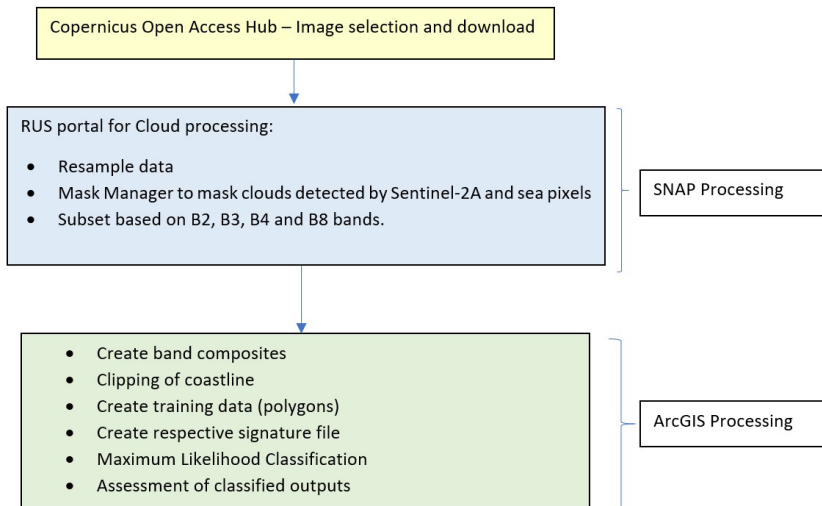 Copernicus Open Access Hub – Image selection and download
RUS portal for Cloud processing:
• Resample data
• Mask Manager to mask clouds detected by Sentinel-2A and sea pixels
• Subset based on B2, B3, B4 and B8 bands.
SNAP Processing
• Create band composites
• Clipping of coastline
• Create training data (polygons)
• Create respective signature file
• Maximum Likelihood Classification
• Assessment of classified outputs
ArcGIS Processing